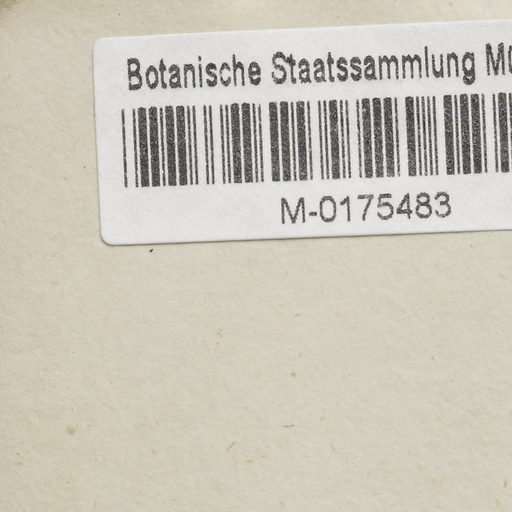 Botanische Staatssammlung
M-0175483